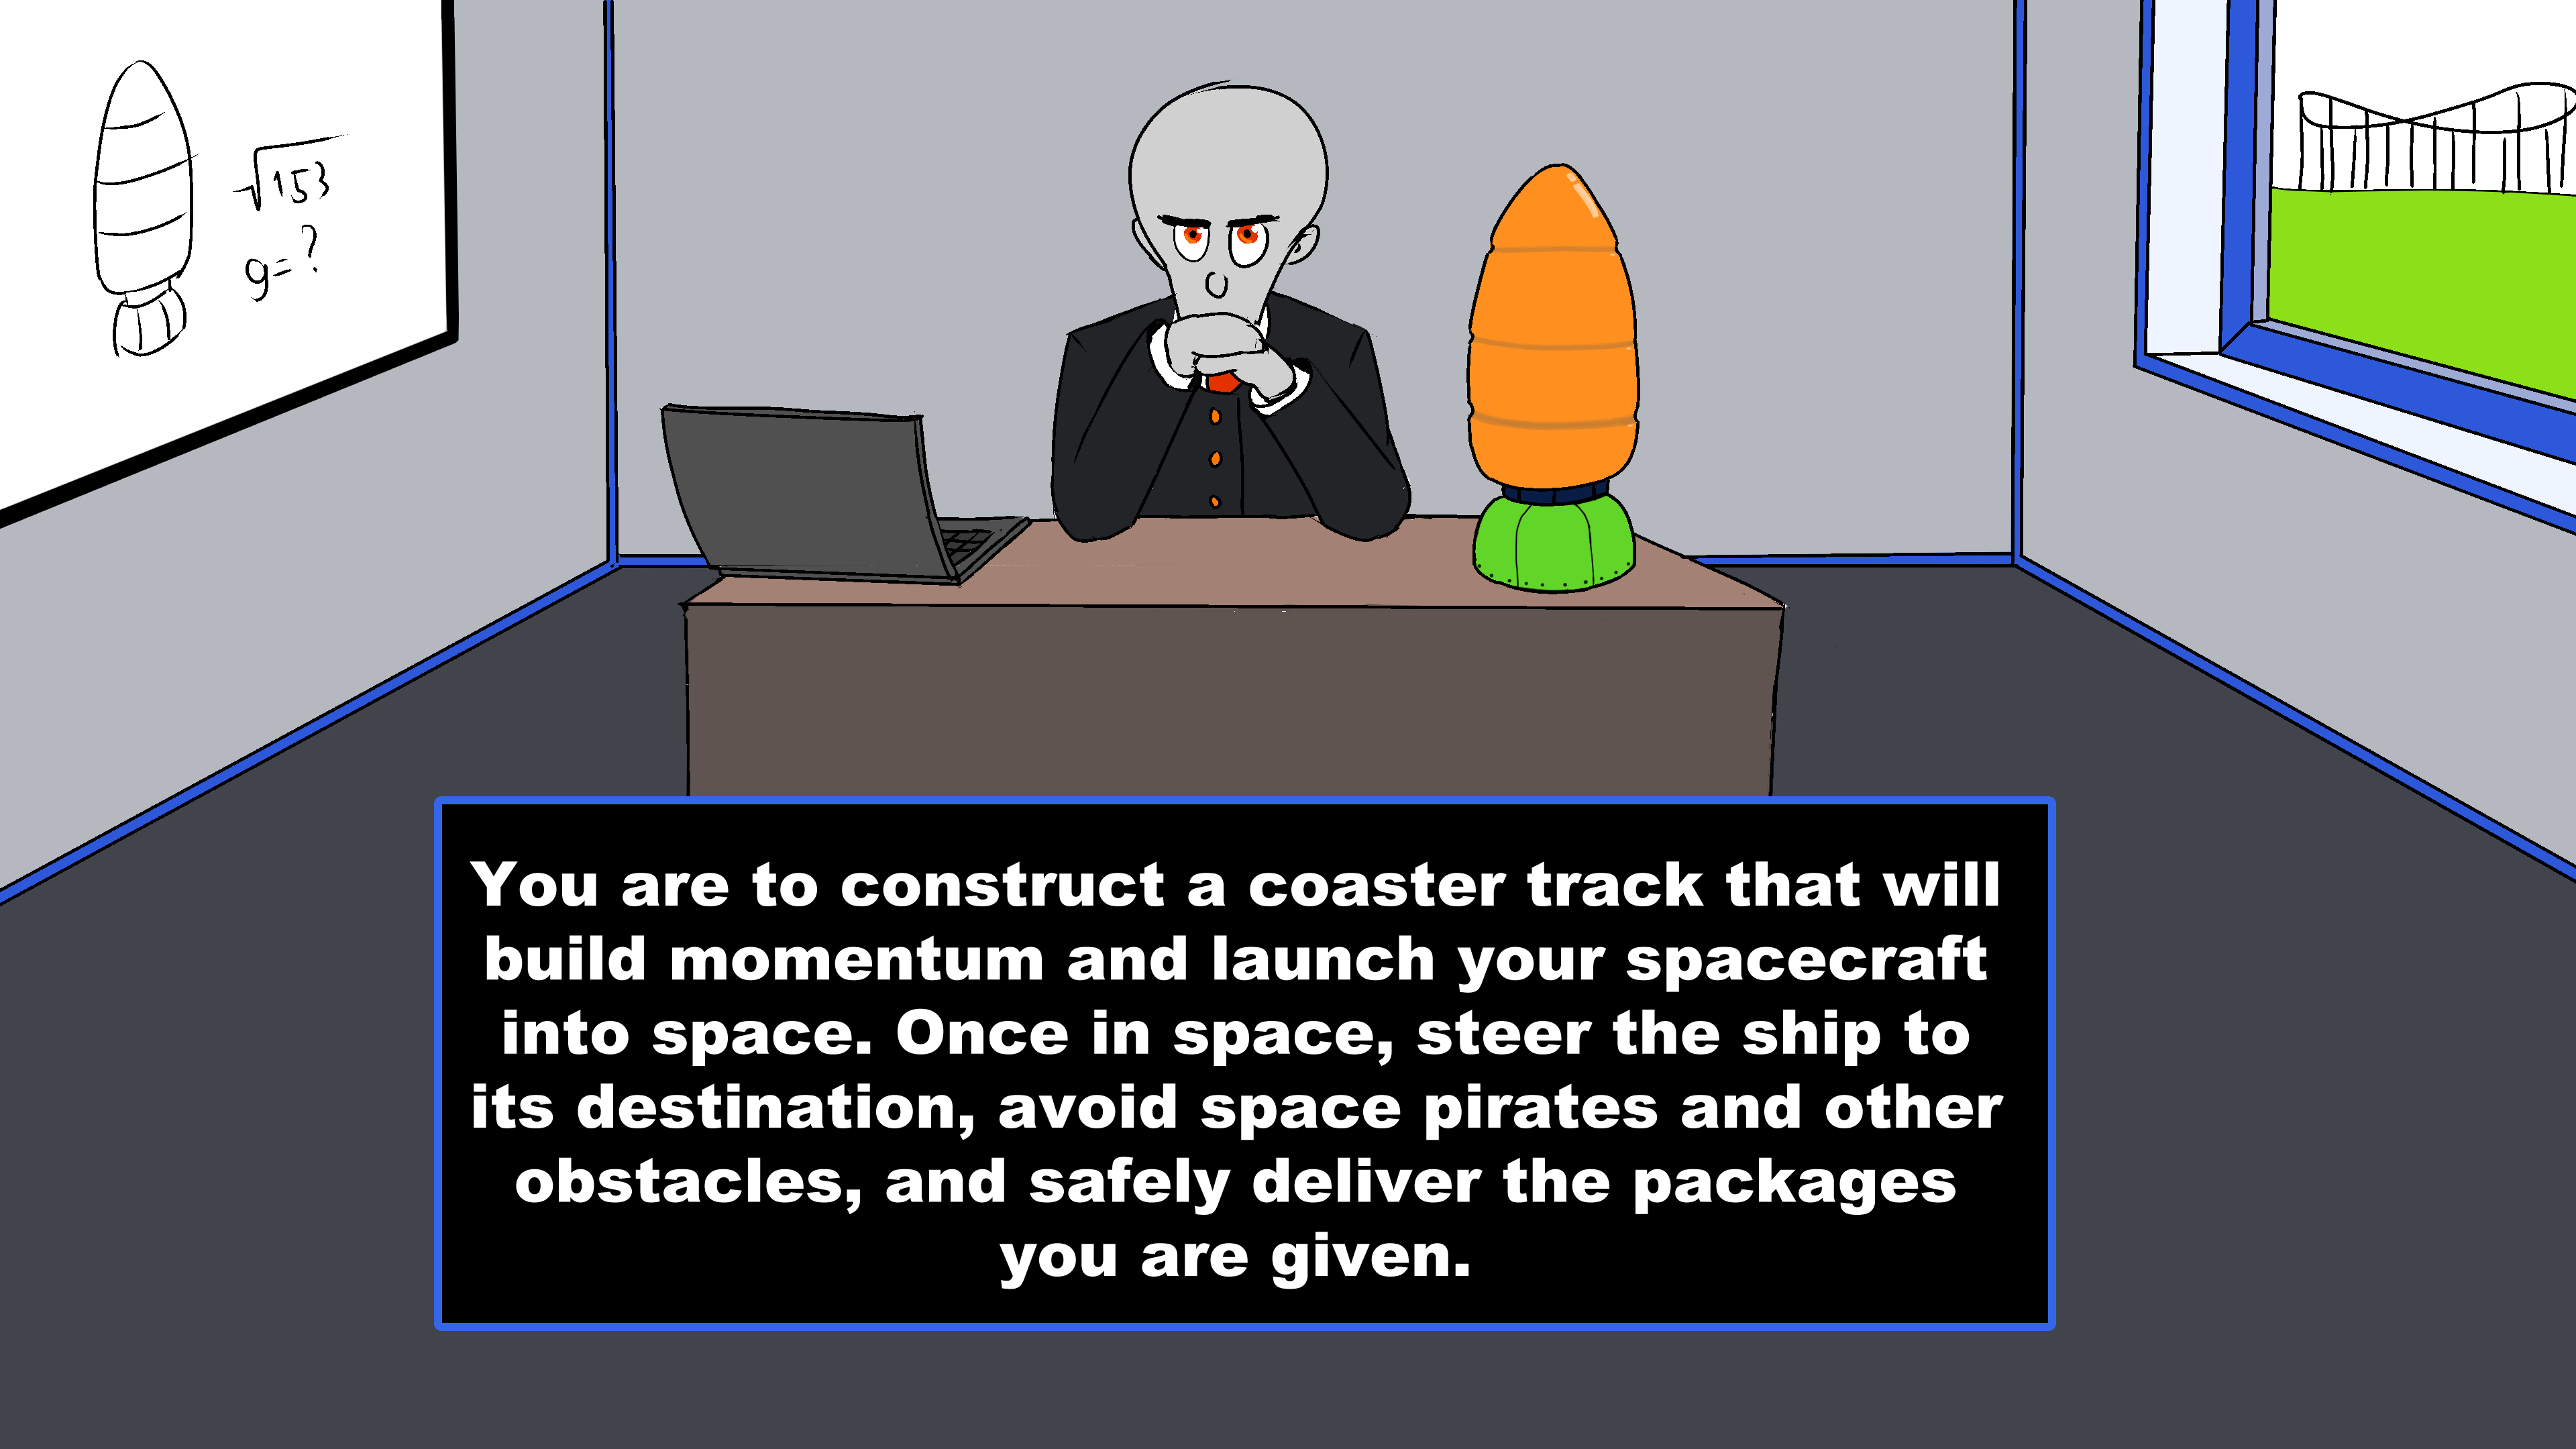 √153
g=?
You are to construct a coaster track that will
build momentum and launch your spacecraft
into space. Once in space, steer the ship to
its destination, avoid space pirates and other
obstacles, and safely deliver the packages
you are given.